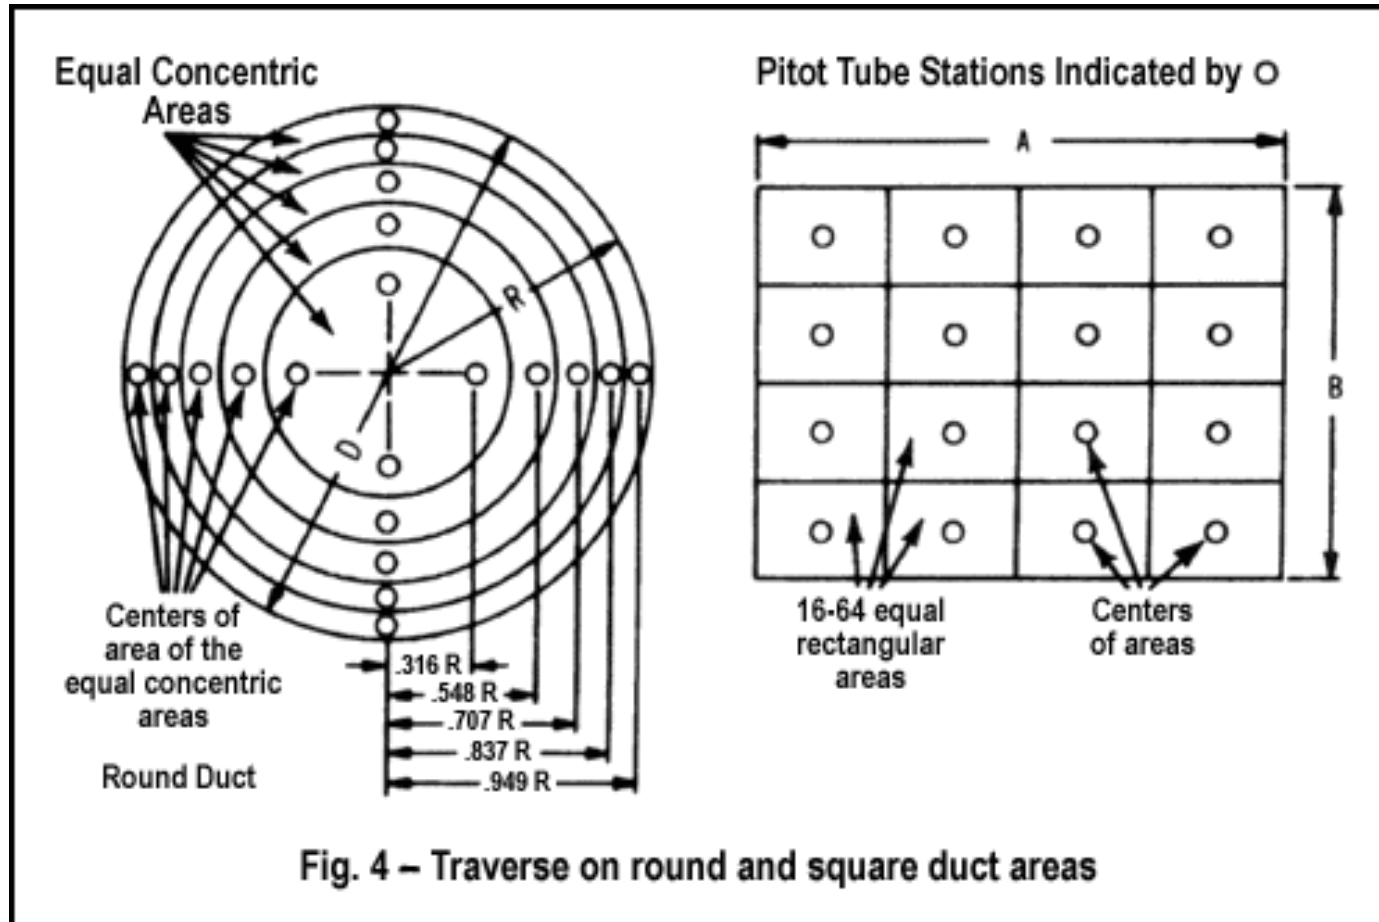 Equal Concentric
Areas
Pitot Tube Stations Indicated by O
A
R
D
B
Centers of
area of the
equal concentric
areas
.316 R
.548 R
.707 R
.837 R
.949 R
Round Duct
16-64 equal
rectangular
areas
Centers
of areas
Fig. 4 – Traverse on round and square duct areas